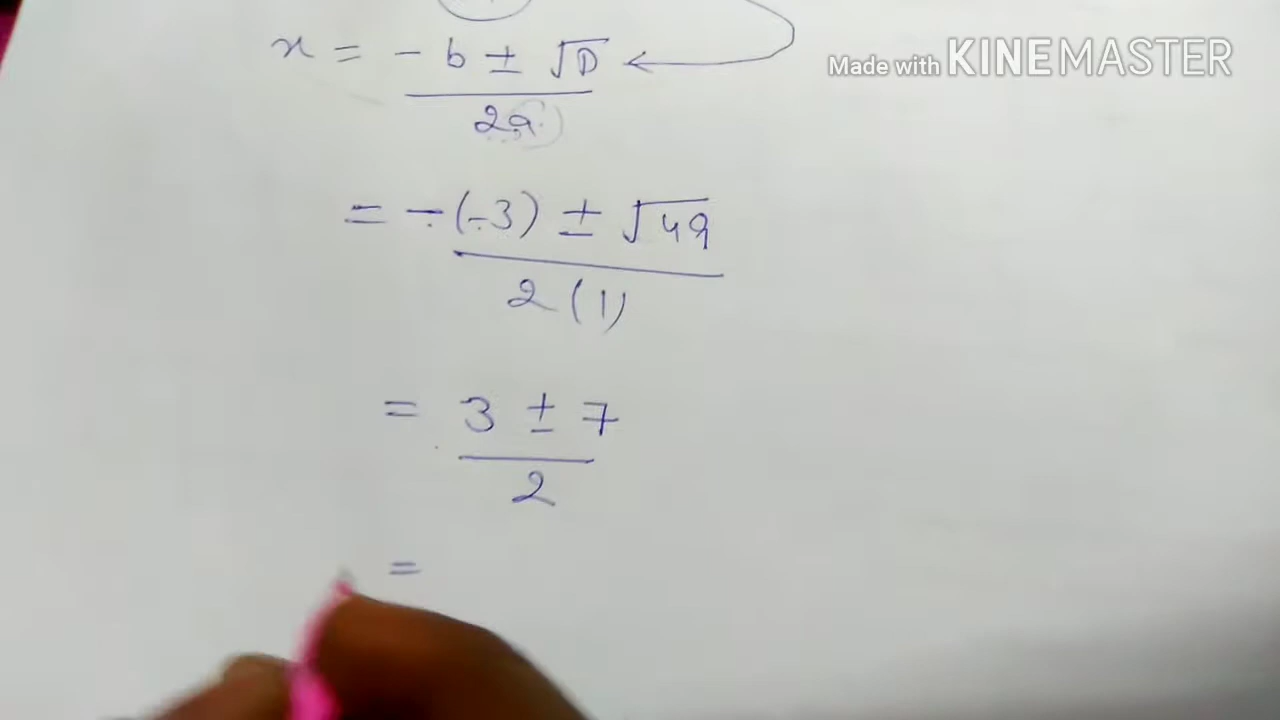 x = - b ± √D
2a
Made with KINEMASTER
= - (-3) ± √49
2 (1)
= 3 ± 7
2
=